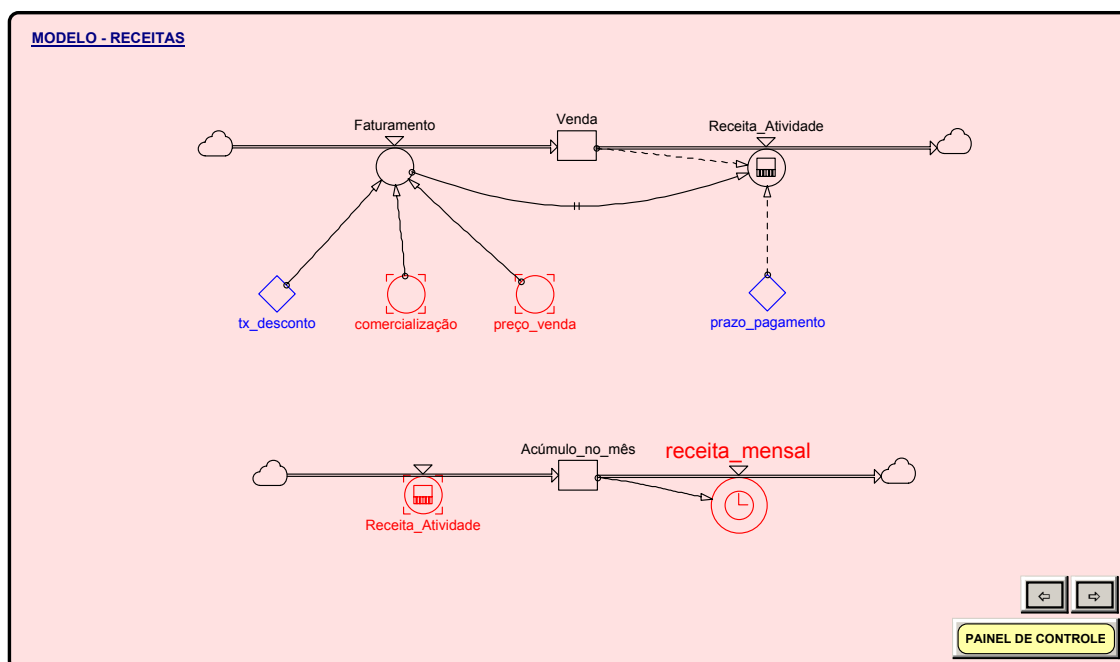 MODELO - RECEITAS
Faturamento
Venda
Receita_Atividade
tx_desconto
comercialização
preço_venda
prazo_pagamento
Acúmulo_no_mês
receita_mensal
Receita_Atividade
PAINEL DE CONTROLE